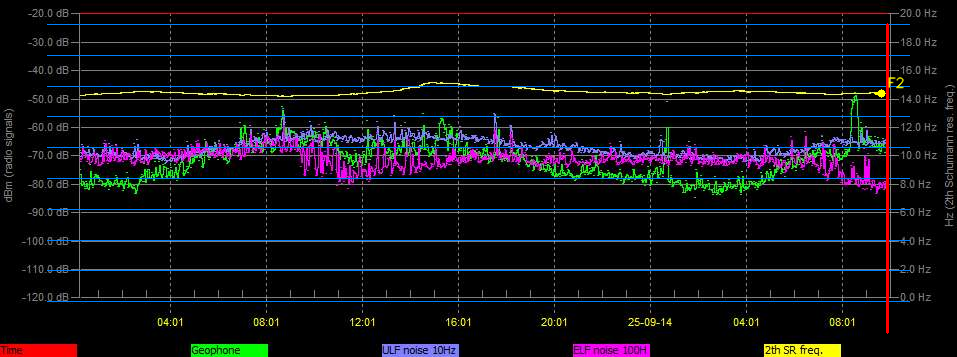 -20.0 dB 20.0 Hz
-30.0 dB 18.0 Hz
-40.0 dB 16.0 Hz
F2
-50.0 dB 14.0 Hz
-60.0 dB 12.0 Hz
-70.0 dB 10.0 Hz
-80.0 dB 8.0 Hz
-90.0 dB 6.0 Hz
-100.0 dB 4.0 Hz
-110.0 dB 2.0 Hz
-120.0 dB 0.0 Hz
dBm (radio signals)
Hz (2th Schumann res. freq.)
04:01 08:01 12:01 16:01 20:01 25-09-14 04:01 08:01
Time Geophone ULF noise 10Hz ELF noise 100H 2th SR freq.